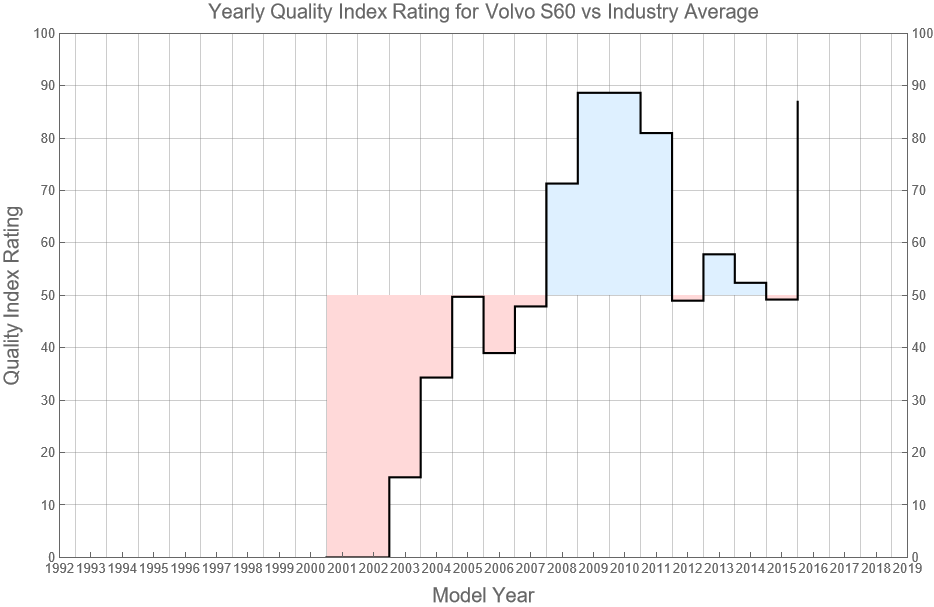 Yearly Quality Index Rating for Volvo S60 vs Industry Average
100 100
90 90
80 80
70 70
60 60
50 50
40 40
30 30
20 20
10 10
0 0
Quality Index Rating
1992 1993 1994 1995 1996 1997 1998 1999 2000 2001 2002 2003 2004 2005 2006 2007 2008 2009 2010 2011 2012 2013 2014 2015 2016 2017 2018 2019
Model Year